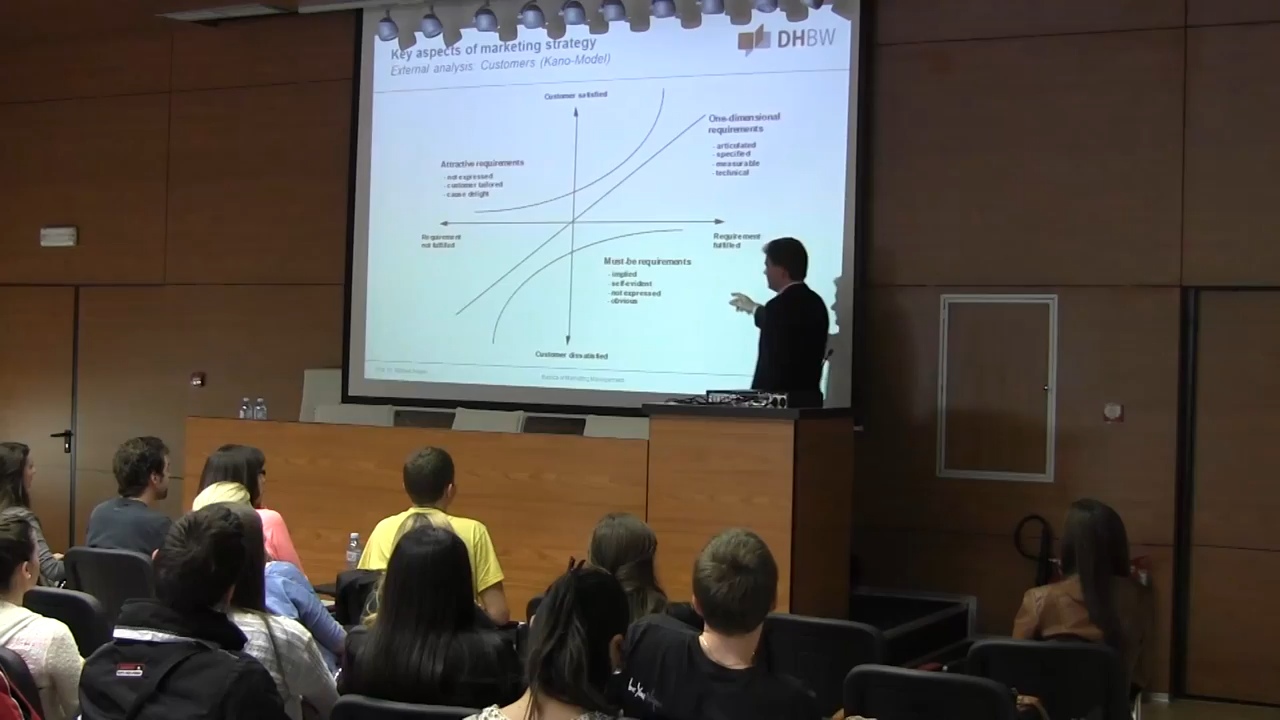 Key aspects of marketing strategy
External analysis: Customers (Kano-Model)
DHBW
Customer satisfied
One-dimensional
requirements
- articulated
- specified
- measurable
- technical
Attractive requirements
- not expressed
- customer tailored
- cause delight
Requirement
not fulfilled
Requirement
fulfilled
Must-be requirements
- implied
- self-evident
- not expressed
- obvious
Customer dissatisfied
Marketing Management